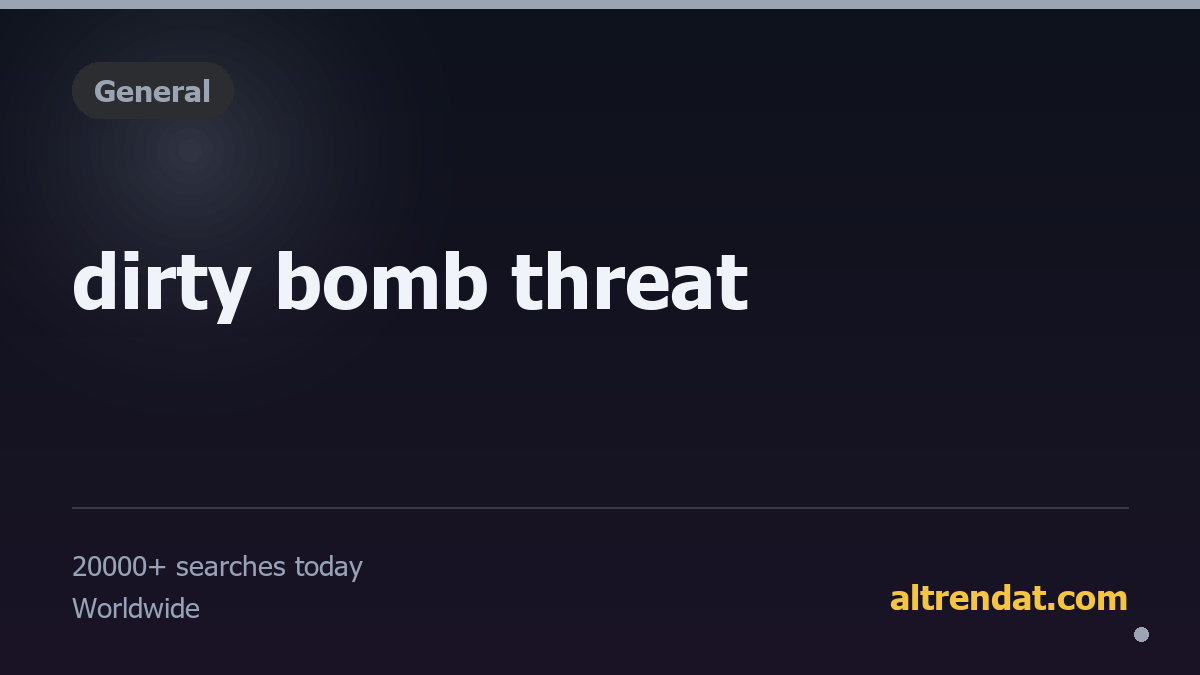 General
dirty bomb threat
20000+ searches today
Worldwide
altrendat.com